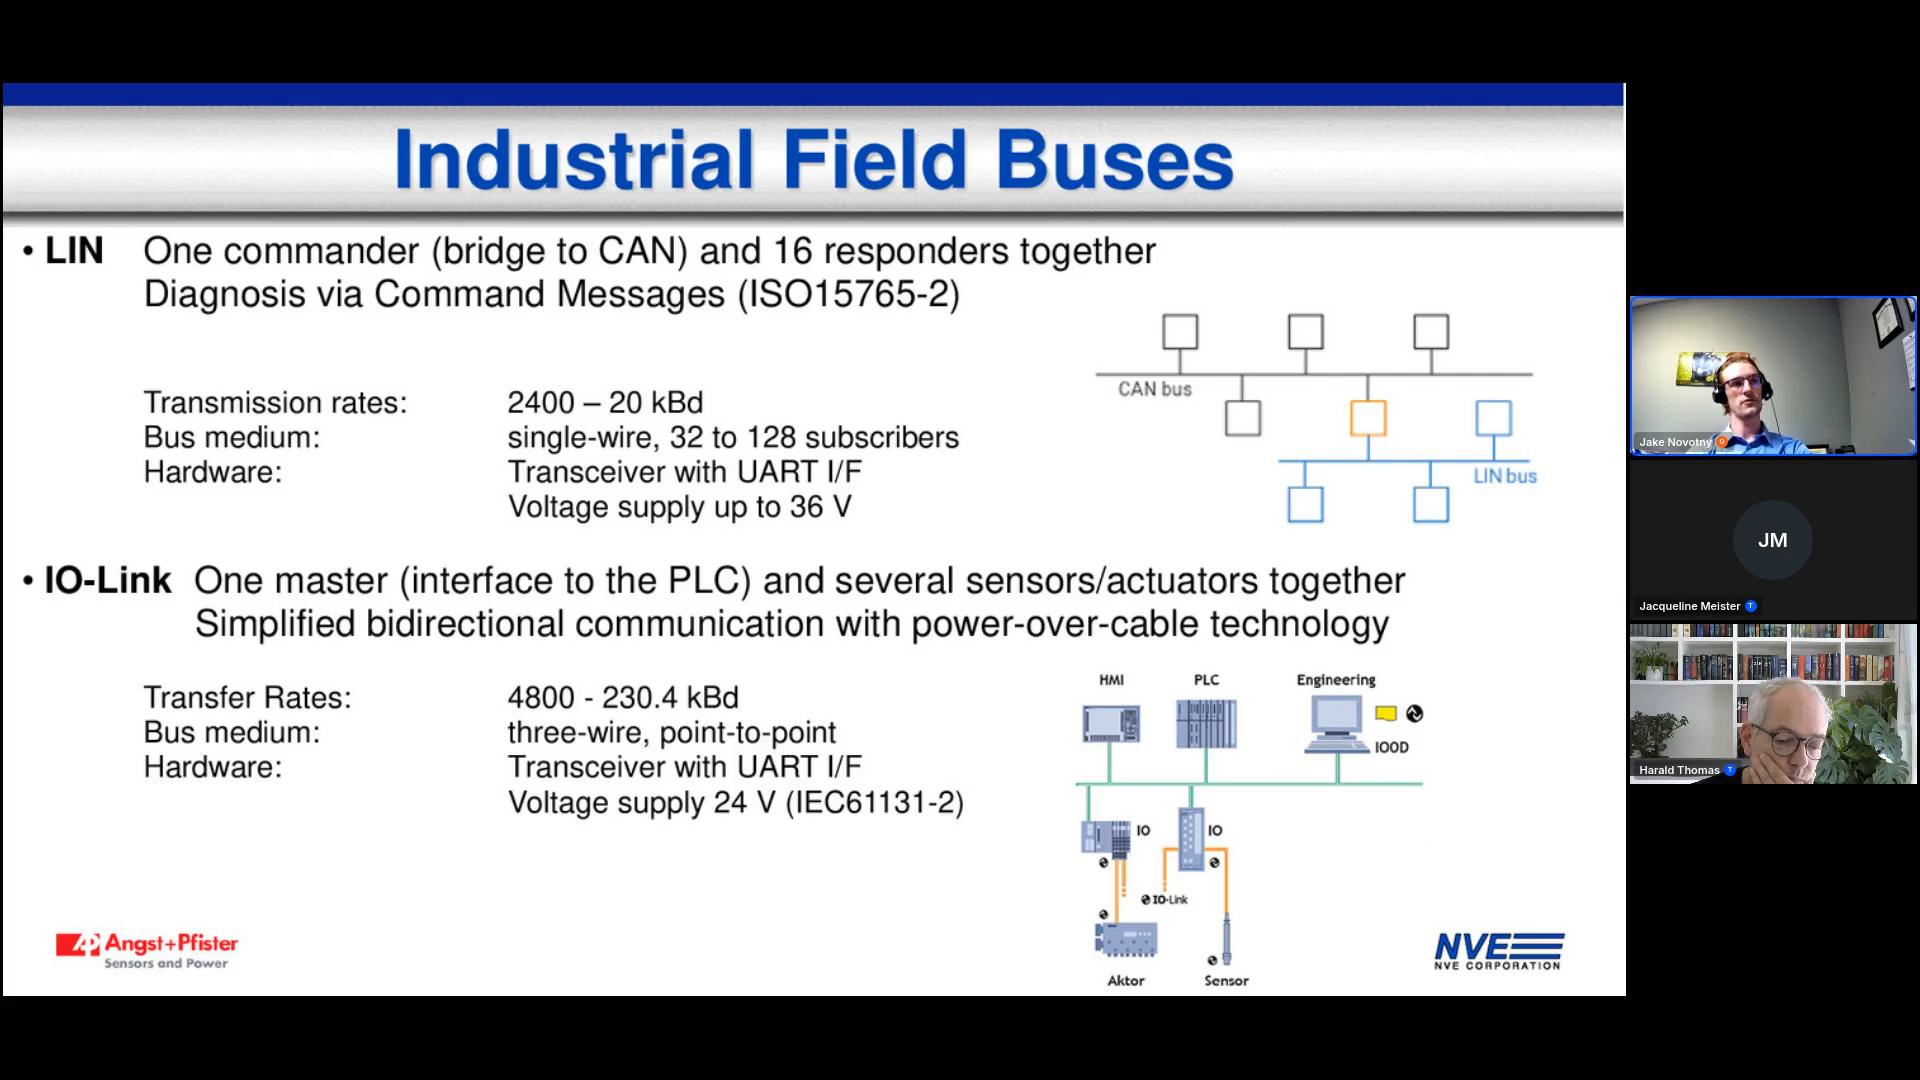 Industrial Field Buses
• LIN One commander (bridge to CAN) and 16 responders together
Diagnosis via Command Messages (ISO15765-2)
Transmission rates: 2400 – 20 kBd
Bus medium: single-wire, 32 to 128 subscribers
Hardware: Transceiver with UART I/F
Voltage supply up to 36 V
CAN bus
LIN bus
• IO-Link One master (interface to the PLC) and several sensors/actuators together
Simplified bidirectional communication with power-over-cable technology
Transfer Rates: 4800 - 230.4 kBd
Bus medium: three-wire, point-to-point
Hardware: Transceiver with UART I/F
Voltage supply 24 V (IEC61131-2)
HMI PLC Engineering
IOOD
IO IO
IO-Link
Aktor Sensor
Angst+Pfister
Sensors and Power
NVE
NVE CORPORATION
Jake Novotny G
JM
Jacqueline Meister T
Harald Thomas T